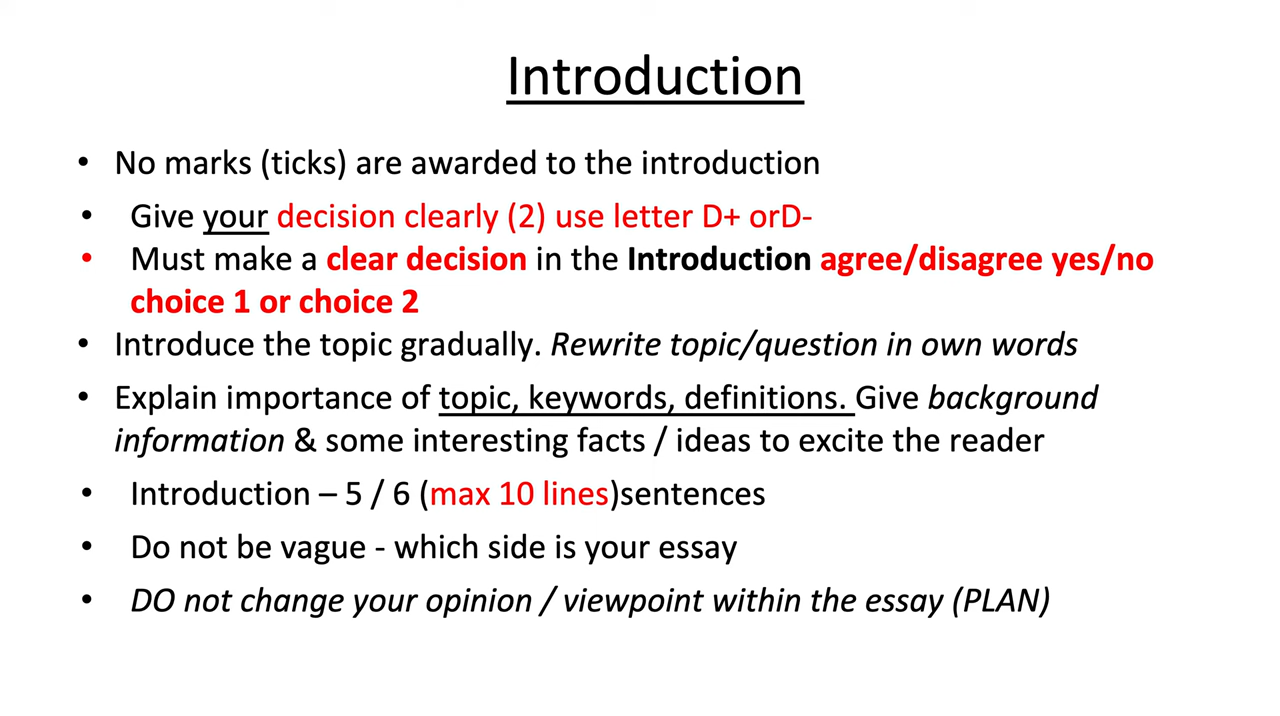 Introduction
• No marks (ticks) are awarded to the introduction
• Give your decision clearly (2) use letter D+ orD-
• Must make a clear decision in the Introduction agree/disagree yes/no
choice 1 or choice 2
• Introduce the topic gradually. Rewrite topic/question in own words
• Explain importance of topic, keywords, definitions. Give background
information & some interesting facts / ideas to excite the reader
• Introduction – 5 / 6 (max 10 lines)sentences
• Do not be vague - which side is your essay
• DO not change your opinion / viewpoint within the essay (PLAN)